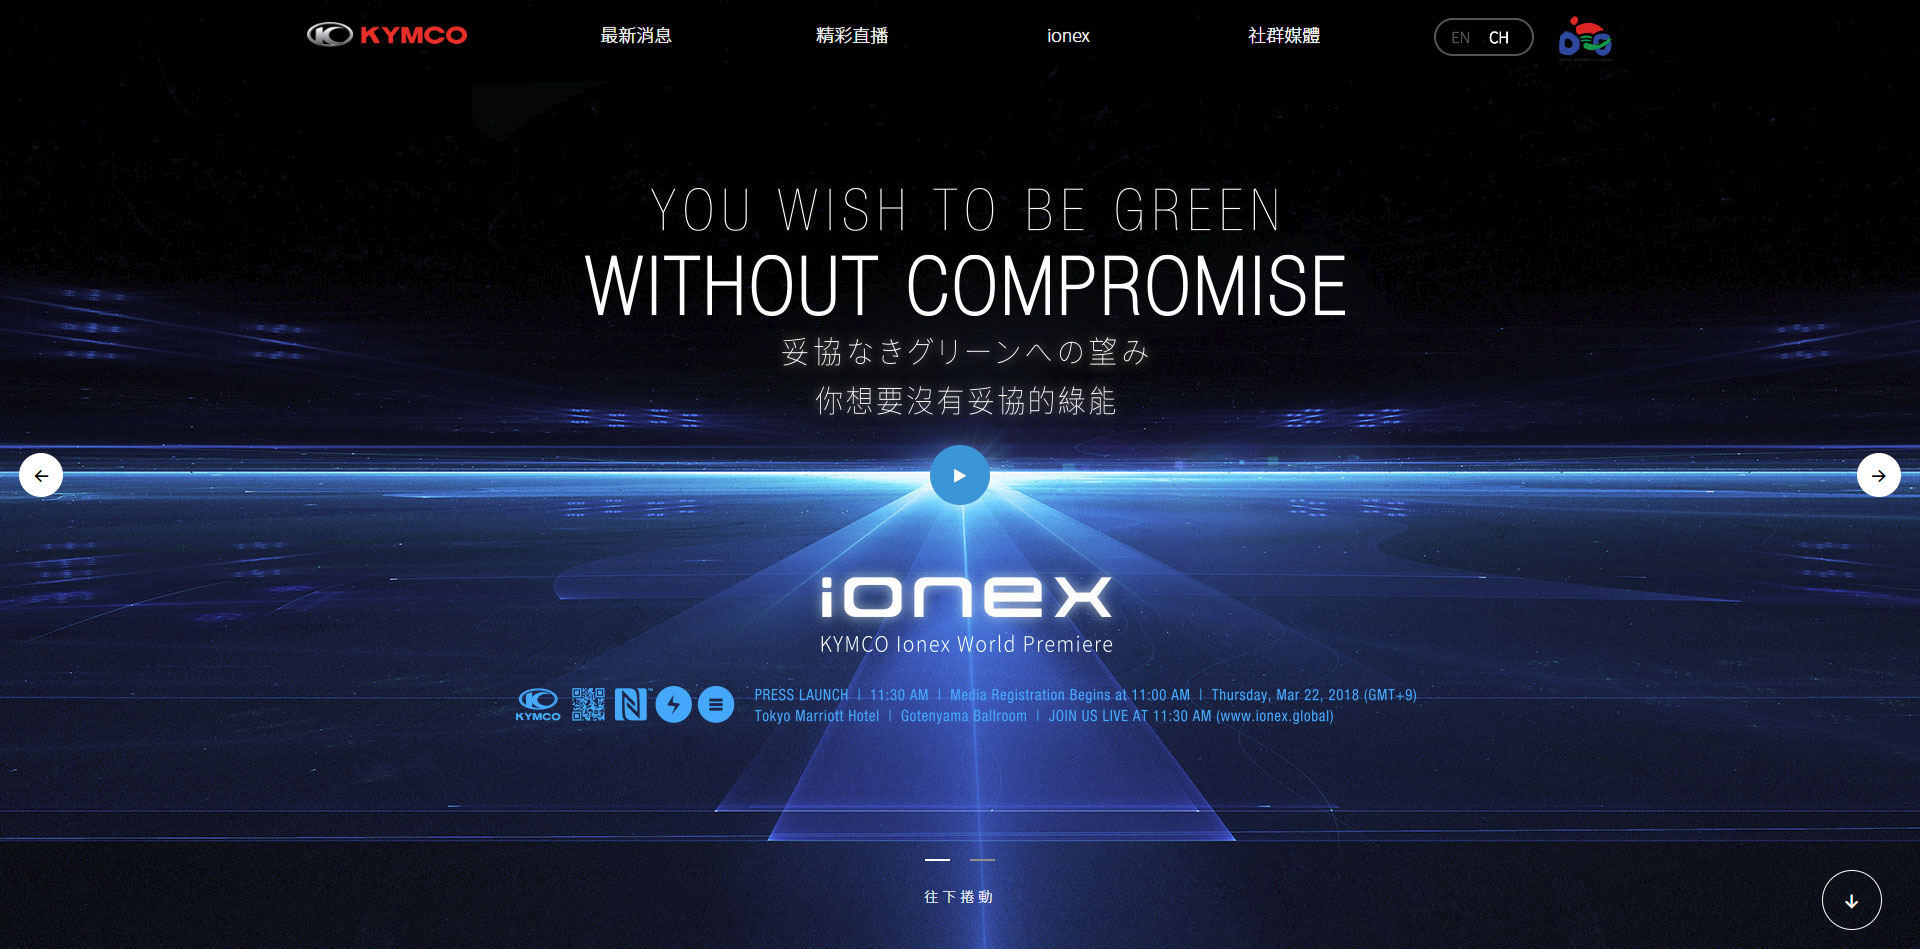 KYMCO
最新消息
精彩直播
ionex
社群媒體
EN CH
YOU WISH TO BE GREEN
WITHOUT COMPROMISE
妥協なきグリーンへの望み
你想要沒有妥協的綠能
ionex
KYMCO Ionex World Premiere
KYMCO
PRESS LAUNCH | 11:30 AM | Media Registration Begins at 11:00 AM | Thursday, Mar 22, 2018 (GMT+9)
Tokyo Marriott Hotel | Gotenyama Ballroom | JOIN US LIVE AT 11:30 AM (www.ionex.global)
往下捲動